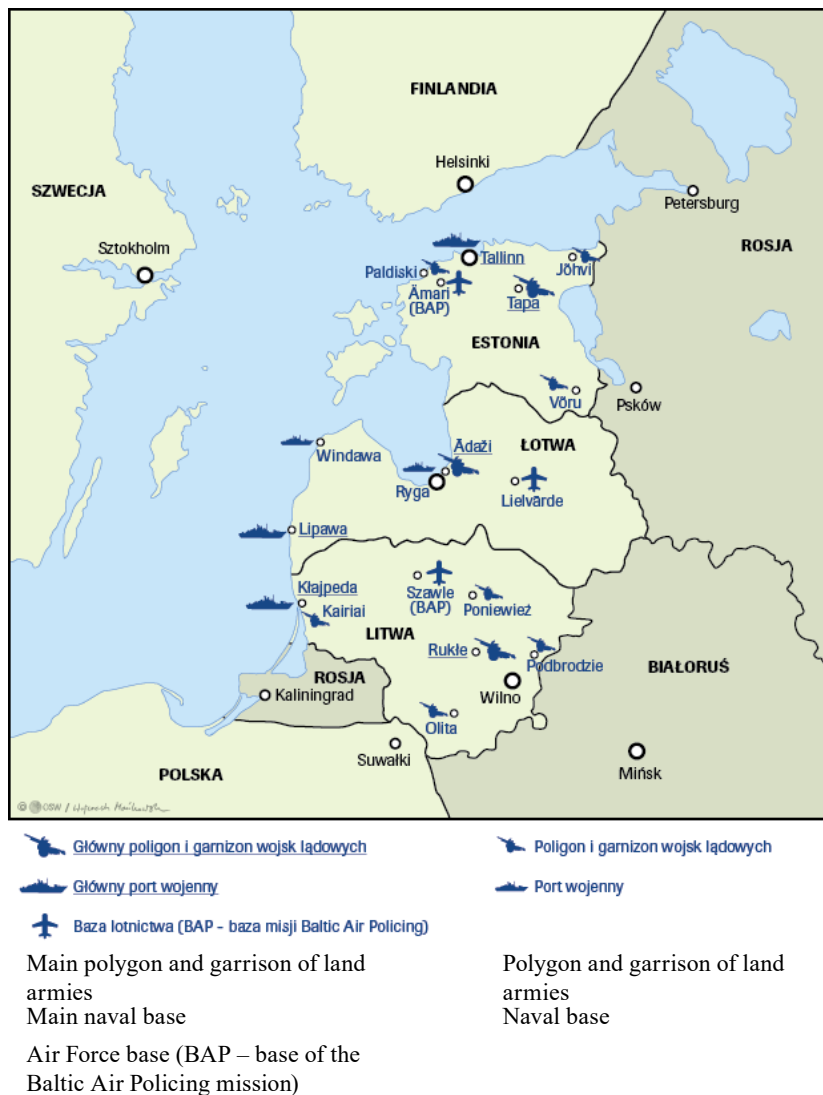 FINLANDIA
SZWECJA
Helsinki
Petersburg
ROSJA
Sztokholm
Tallinn
Jõhvi
Paldiski
Ämari
(BAP)
Tapa
ESTONIA
Võru
Psków
Windawa
Ādaži
ŁOTWA
Ryga
Lielvārde
Lipawa
Szawle
(BAP)
Kłajpeda
Kairiai
Poniewież
LITWA
Rukłe
Podbrodzie
BIAŁORUŚ
ROSJA
Kaliningrad
Wilno
Olita
Suwałki
POLSKA
Mińsk
© OSW /
Główny poligon i garnizon wojsk lądowych
Poligon i garnizon wojsk lądowych
Główny port wojenny
Port wojenny
Baza lotnictwa (BAP - baza misji Baltic Air Policing)
Main polygon and garrison of land
armies
Polygon and garrison of land
armies
Main naval base
Naval base
Air Force base (BAP – base of the
Baltic Air Policing mission)